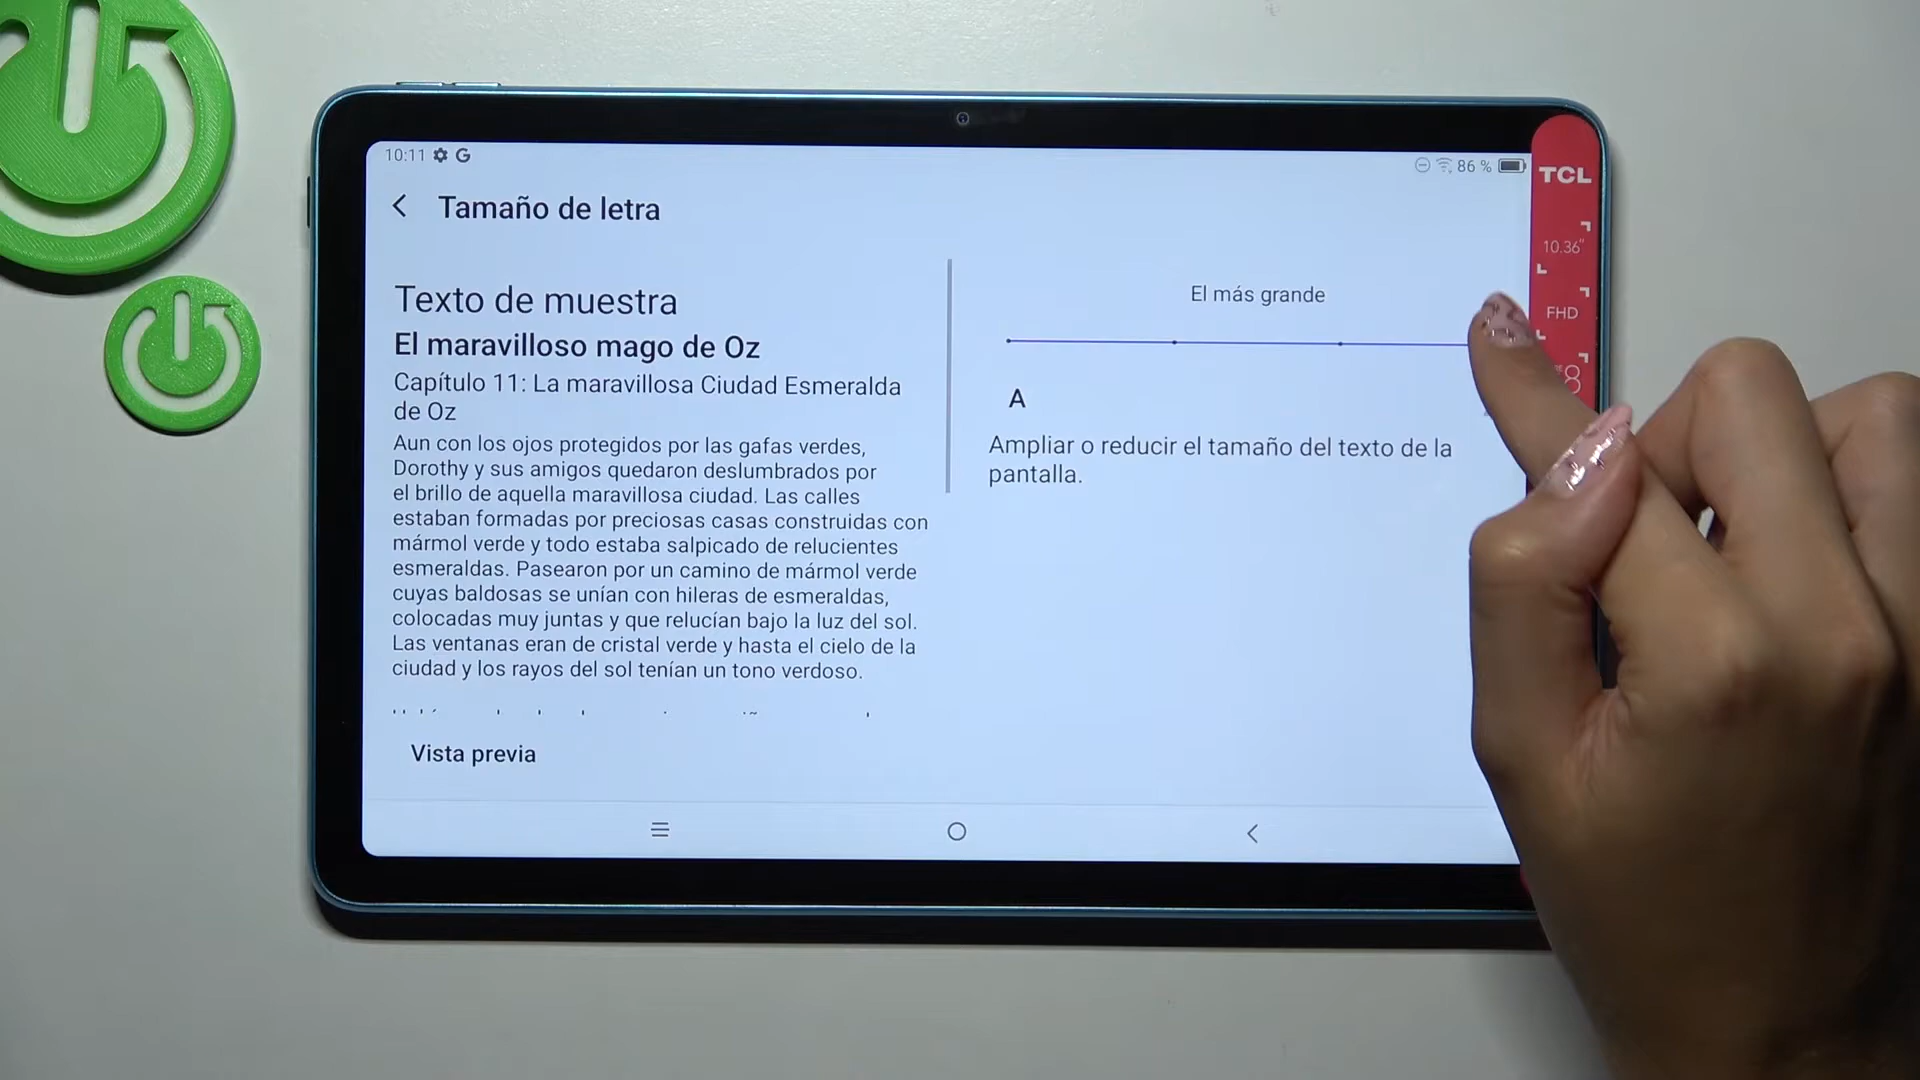 10:11
86 %
TCL
10.36"
FHD
8
Tamaño de letra
Texto de muestra
El maravilloso mago de Oz
Capítulo 11: La maravillosa Ciudad Esmeralda
de Oz
Aun con los ojos protegidos por las gafas verdes,
Dorothy y sus amigos quedaron deslumbrados por
el brillo de aquella maravillosa ciudad. Las calles
estaban formadas por preciosas casas construidas con
mármol verde y todo estaba salpicado de relucientes
esmeraldas. Pasearon por un camino de mármol verde
cuyas baldosas se unían con hileras de esmeraldas,
colocadas muy juntas y que relucían bajo la luz del sol.
Las ventanas eran de cristal verde y hasta el cielo de la
ciudad y los rayos del sol tenían un tono verdoso.
Vista previa
El más grande
A
Ampliar o reducir el tamaño del texto de la
pantalla.